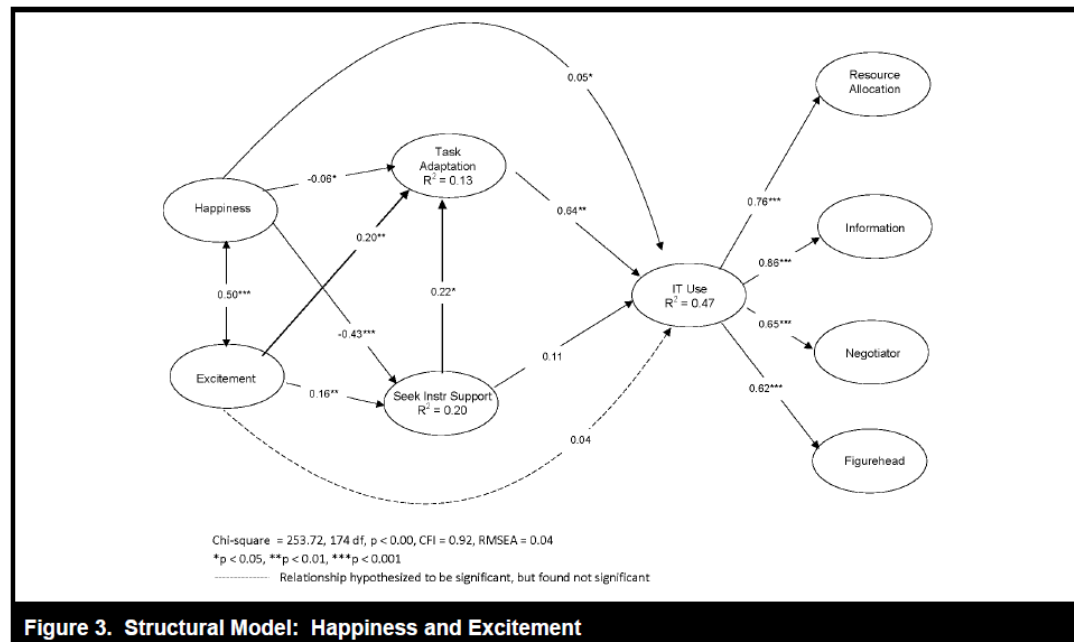 Resource
Allocation
0.05*
Task
Adaptation
R² = 0.13
-0.06*
Happiness
0.64**
0.76***
Information
0.20**
0.86***
IT Use
R² = 0.47
0.50***
0.22*
-0.43***
0.65***
0.11
Negotiator
Excitement
0.62***
0.16**
Seek Instr Support
R² = 0.20
0.04
Figurehead
Chi-square = 253.72, 174 df, p < 0.00, CFI = 0.92, RMSEA = 0.04
*p < 0.05, **p < 0.01, ***p < 0.001
Relationship hypothesized to be significant, but found not significant
Figure 3. Structural Model: Happiness and Excitement